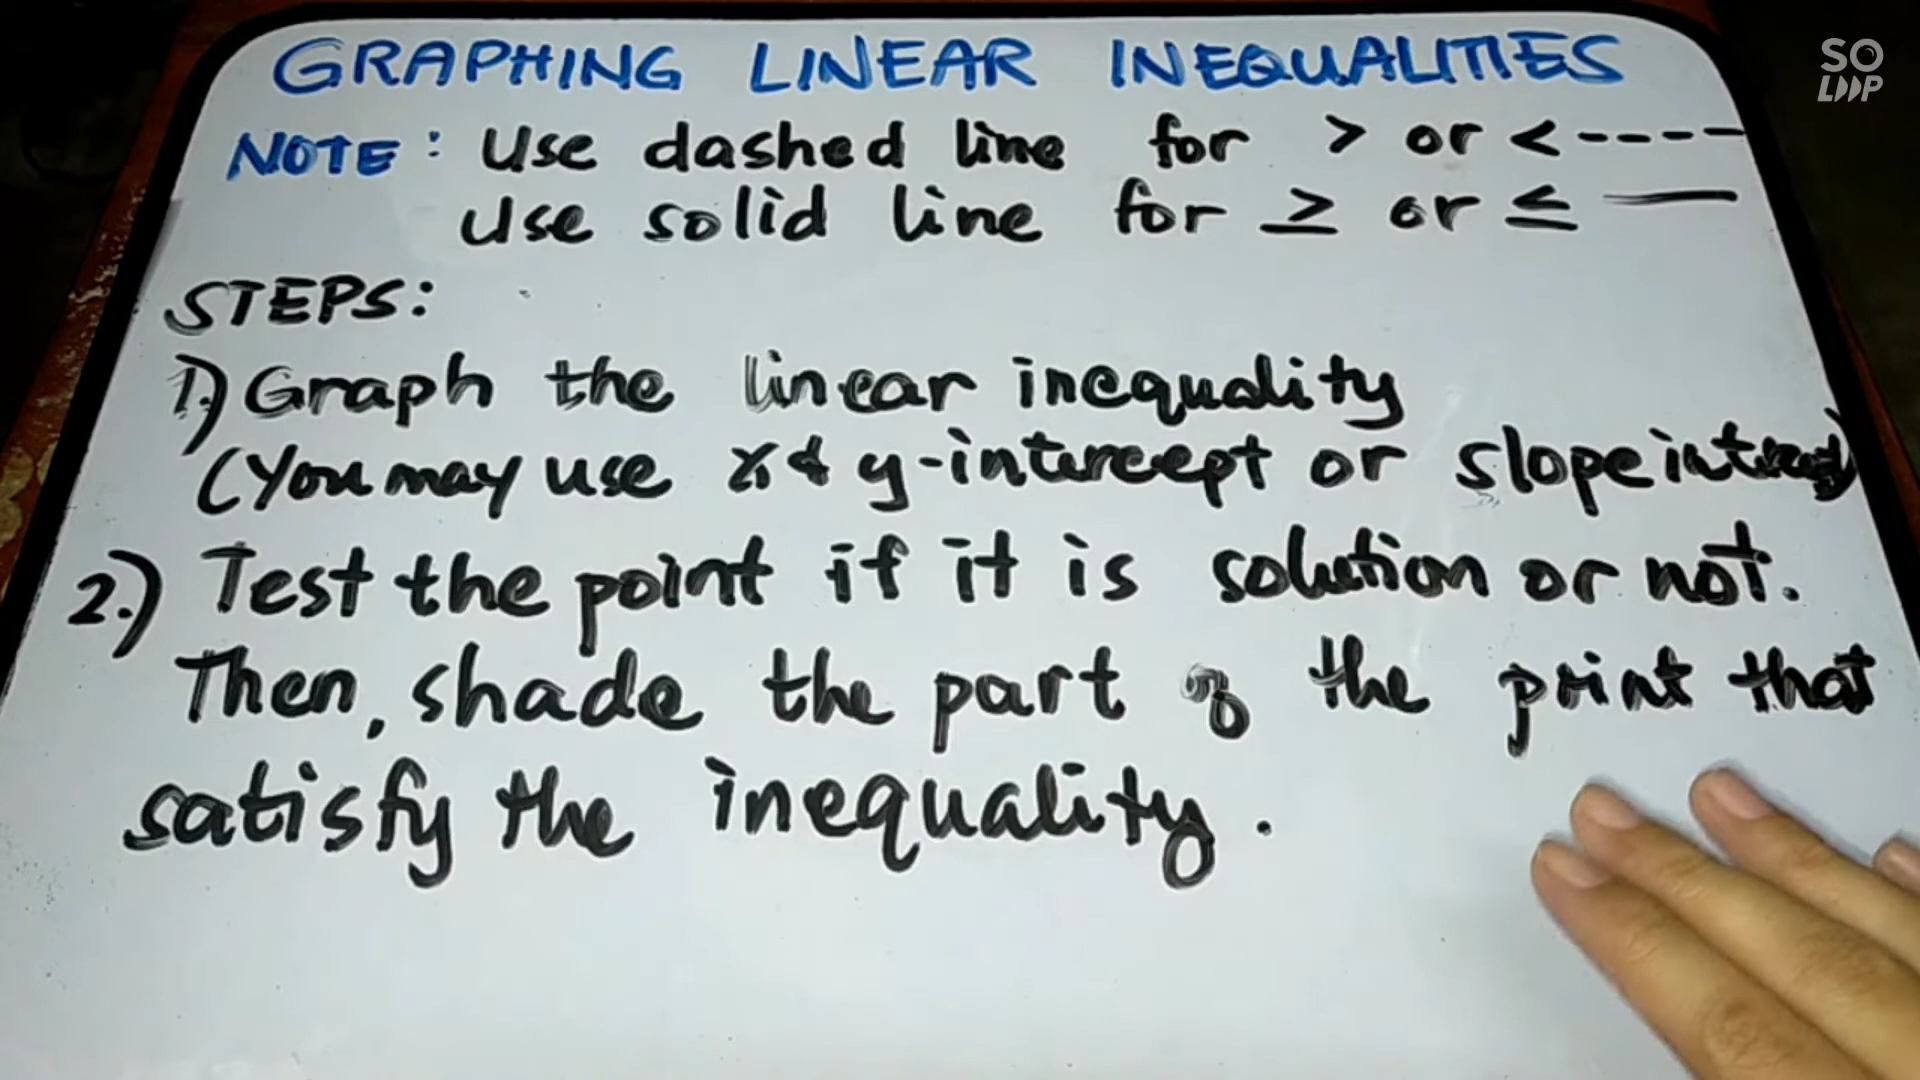 GRAPHING LINEAR INEQUALITIES
SO
LOOP
NOTE: Use dashed line for > or < ----
Use solid line for ≥ or ≤ —
STEPS:
1.) Graph the linear inequality
(You may use x & y-intercept or slope
2.) Test the point if it is solution or not.
Then, shade the part of the point that
satisfy the inequality.